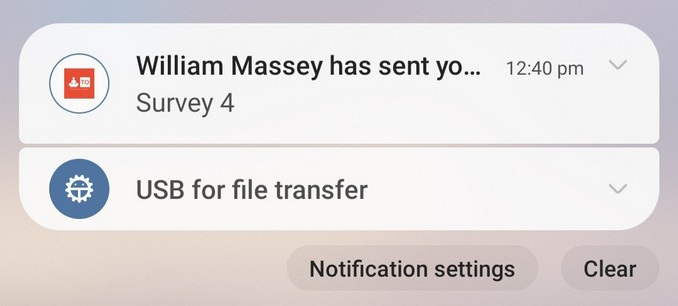 William Massey has sent yo... 12:40 pm
Survey 4
USB for file transfer
Notification settings Clear